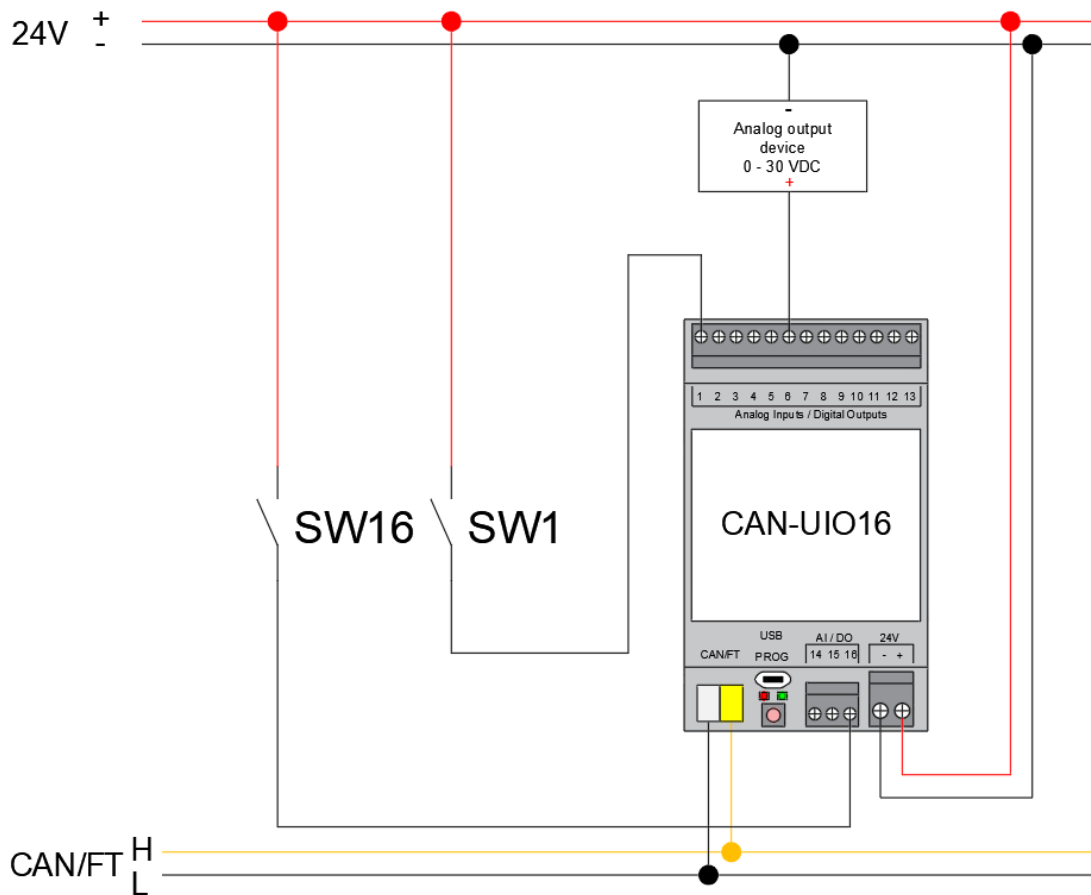 24V +
-
-
Analog output
device
0 - 30 VDC
+
1 2 3 4 5 6 7 8 9 10 11 12 13
Analog Inputs / Digital Outputs
SW16
SW1
CAN-UIO16
USB
PROG
AI / DO
14 15 16
24V
- +
CAN/FT
CAN/FT H
L